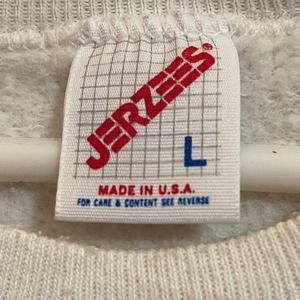 JERZEES®
L
MADE IN U.S.A.
FOR CARE & CONTENT SEE REVERSE